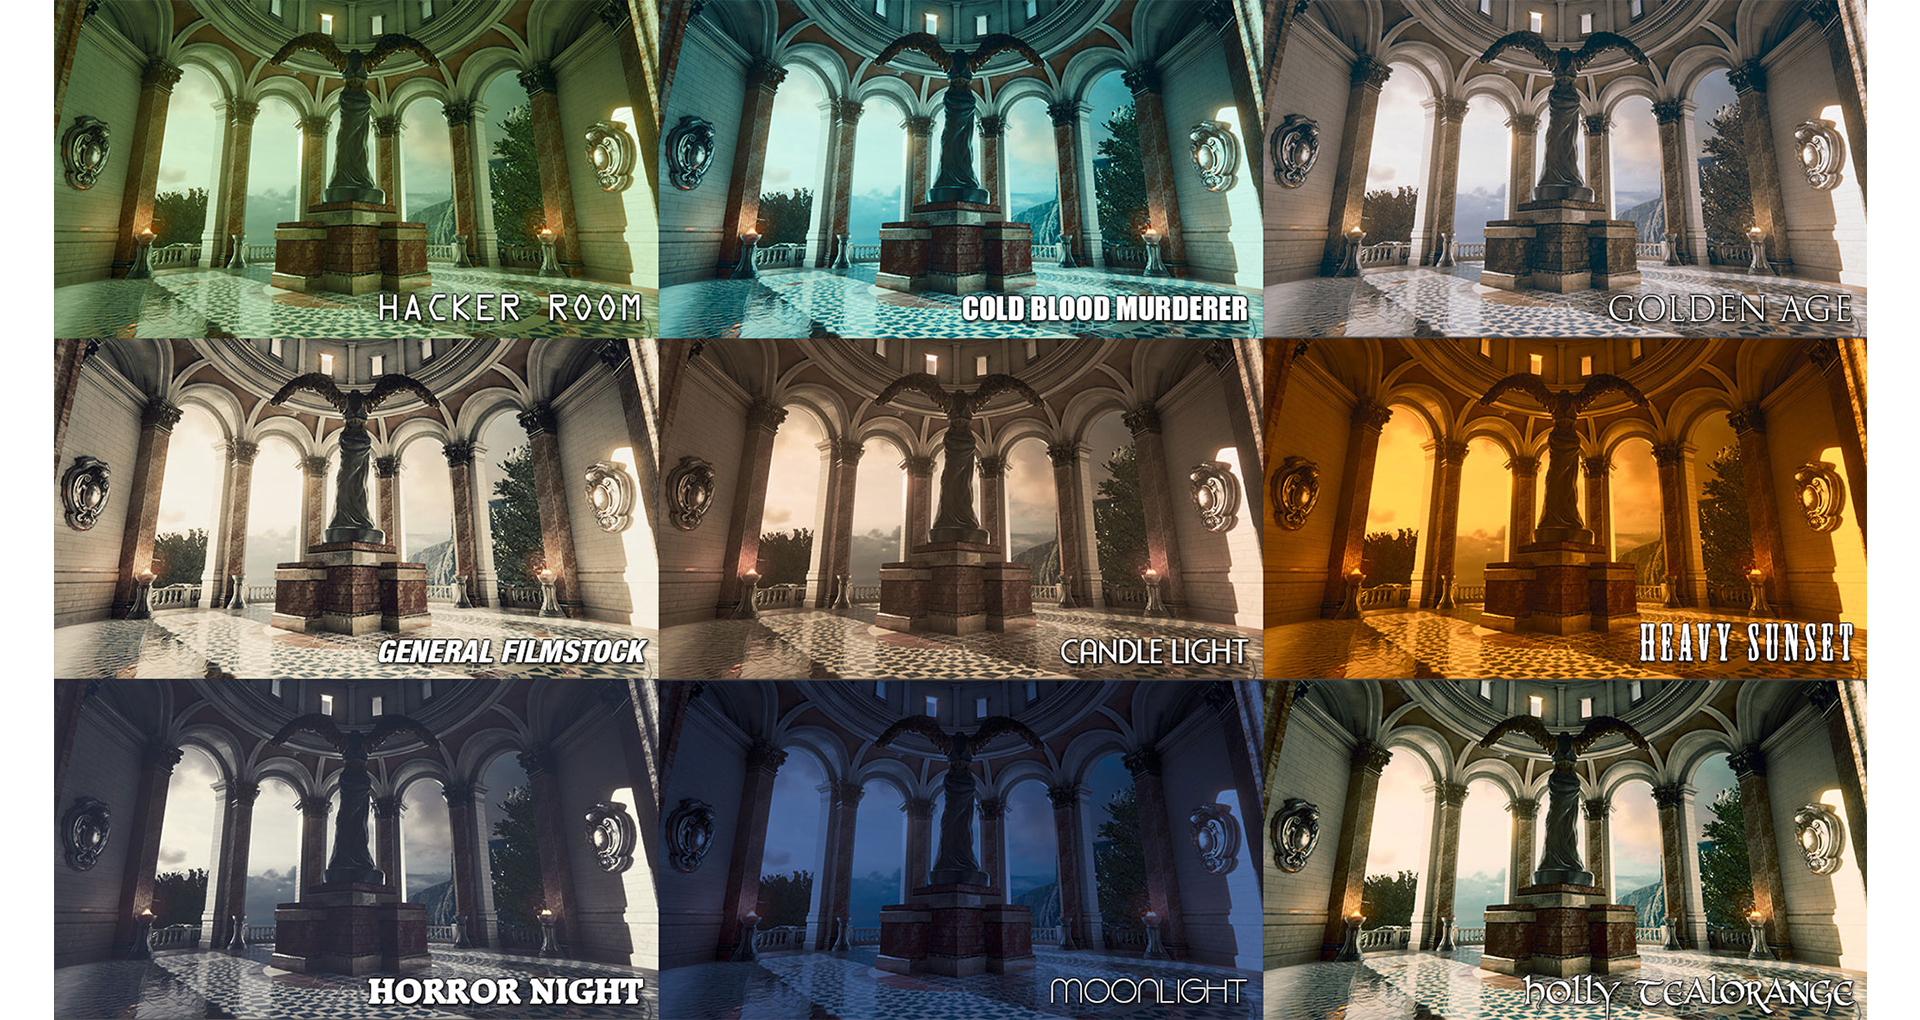 HACKER ROOM
COLD BLOOD MURDERER
GOLDEN AGE
GENERAL FILMSTOCK
CANDLE LIGHT
HEAVY SUNSET
HORROR NIGHT
MOONLIGHT
holly TEALORANGE